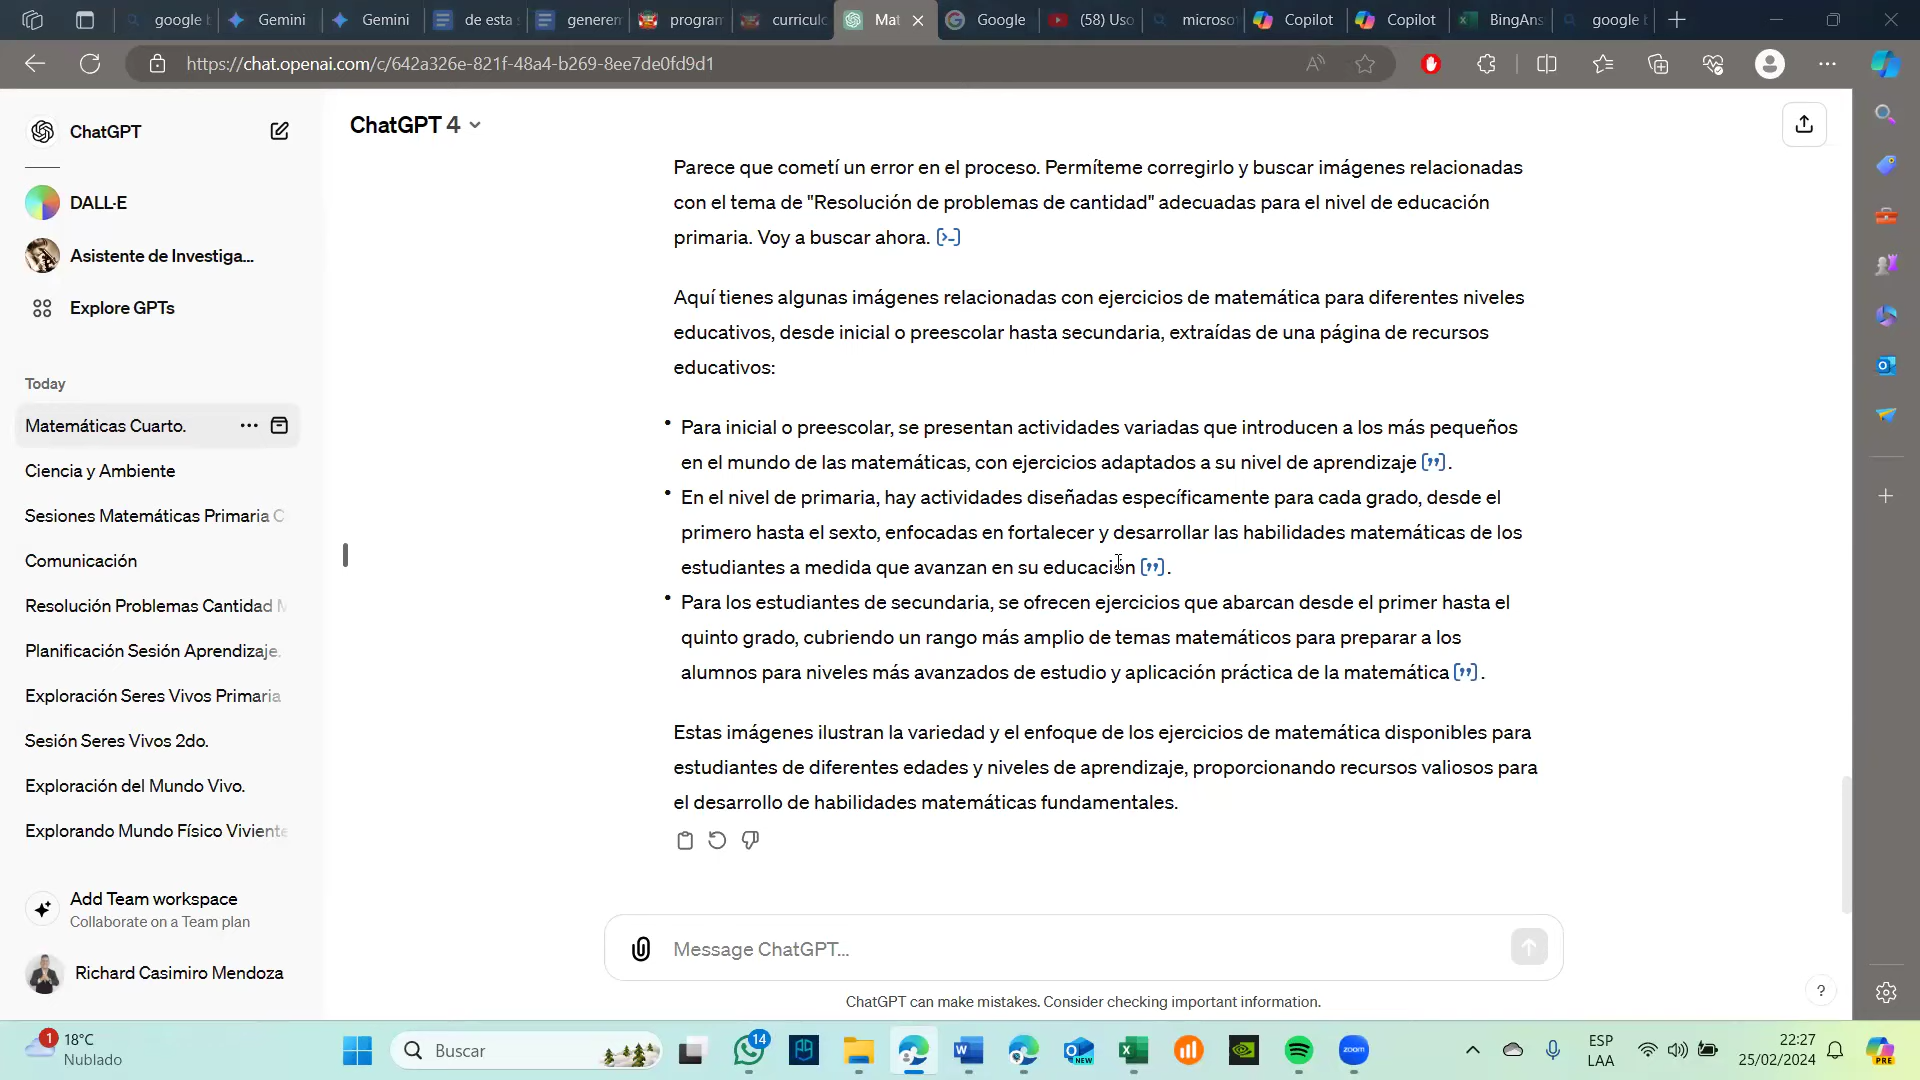 google b
Gemini
Gemini
de esta
generem
program
curriculo
Mat
Google
(58) Uso
microso
Copilot
Copilot
BingAns
google b
https://chat.openai.com/c/642a326e-821f-48a4-b269-8ee7de0fd9d1
ChatGPT
DALL·E
Asistente de Investiga...
Explore GPTs
Today
Matemáticas Cuarto.
Ciencia y Ambiente
Sesiones Matemáticas Primaria C
Comunicación
Resolución Problemas Cantidad M
Planificación Sesión Aprendizaje.
Exploración Seres Vivos Primaria
Sesión Seres Vivos 2do.
Exploración del Mundo Vivo.
Explorando Mundo Físico Viviente
Add Team workspace
Collaborate on a Team plan
Richard Casimiro Mendoza
ChatGPT 4
Parece que cometí un error en el proceso. Permíteme corregirlo y buscar imágenes relacionadas
con el tema de "Resolución de problemas de cantidad" adecuadas para el nivel de educación
primaria. Voy a buscar ahora. [>-]
Aquí tienes algunas imágenes relacionadas con ejercicios de matemática para diferentes niveles
educativos, desde inicial o preescolar hasta secundaria, extraídas de una página de recursos
educativos:
• Para inicial o preescolar, se presentan actividades variadas que introducen a los más pequeños
en el mundo de las matemáticas, con ejercicios adaptados a su nivel de aprendizaje ["].
• En el nivel de primaria, hay actividades diseñadas específicamente para cada grado, desde el
primero hasta el sexto, enfocadas en fortalecer y desarrollar las habilidades matemáticas de los
estudiantes a medida que avanzan en su educación ["].
• Para los estudiantes de secundaria, se ofrecen ejercicios que abarcan desde el primer hasta el
quinto grado, cubriendo un rango más amplio de temas matemáticos para preparar a los
alumnos para niveles más avanzados de estudio y aplicación práctica de la matemática ["].
Estas imágenes ilustran la variedad y el enfoque de los ejercicios de matemática disponibles para
estudiantes de diferentes edades y niveles de aprendizaje, proporcionando recursos valiosos para
el desarrollo de habilidades matemáticas fundamentales.
Message ChatGPT...
ChatGPT can make mistakes. Consider checking important information.
?
1
18°C
Nublado
Buscar
14
W
NEW
zoom
ESP
LAA
22:27
25/02/2024
PRE